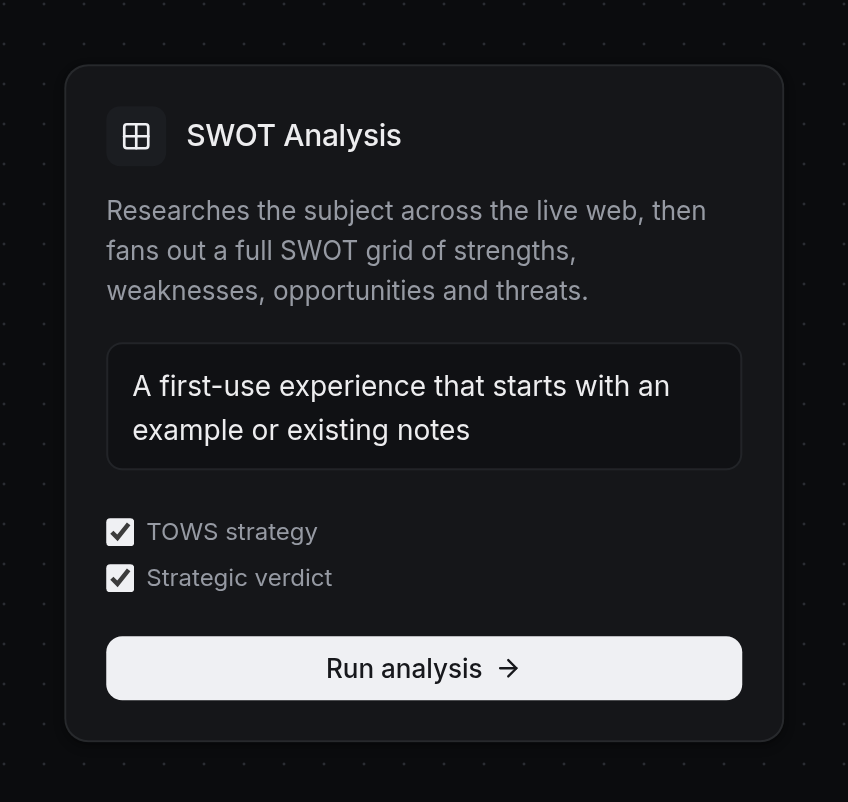 SWOT Analysis
Researches the subject across the live web, then
fans out a full SWOT grid of strengths,
weaknesses, opportunities and threats.
A first-use experience that starts with an
example or existing notes
TOWS strategy
Strategic verdict
Run analysis →